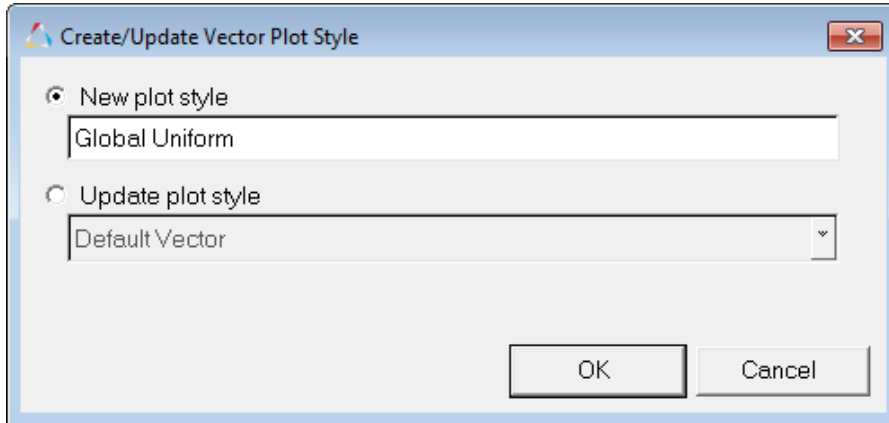 Create/Update Vector Plot Style
New plot style
Global Uniform
Update plot style
Default Vector
OK
Cancel